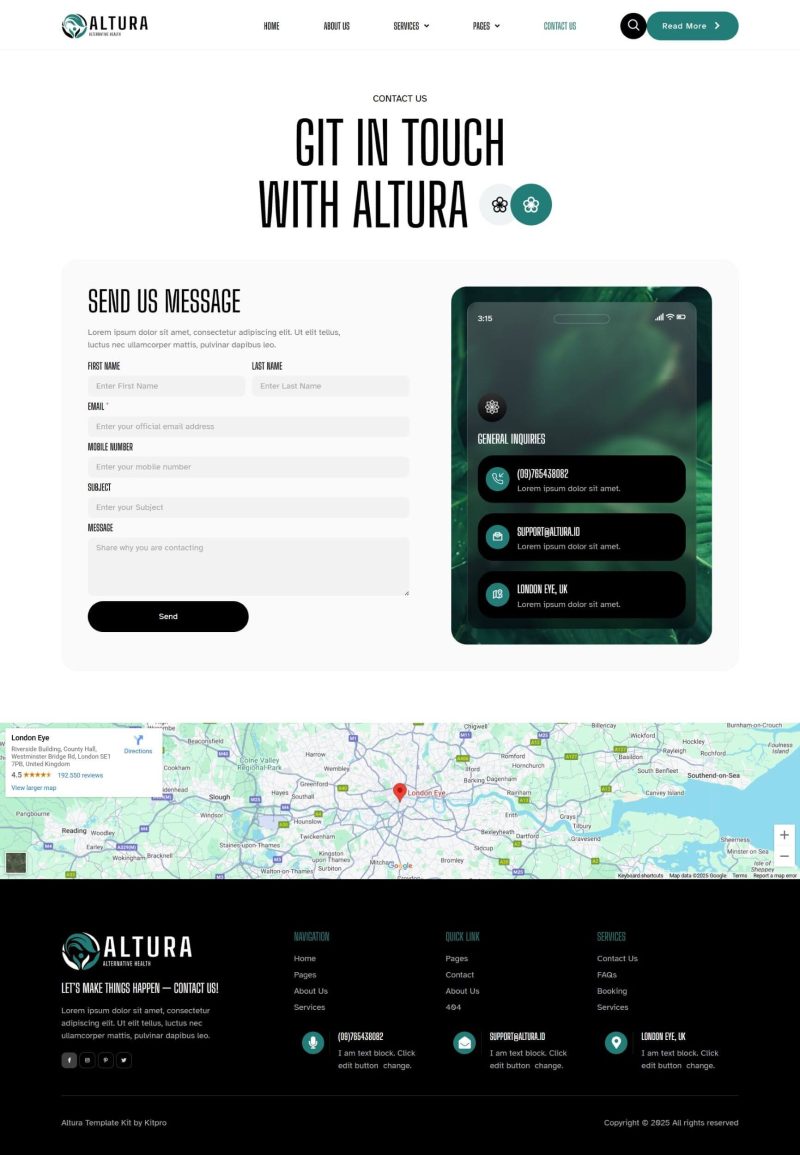 ALTURA
ALTERNATIVE HEALTH
HOME
ABOUT US
SERVICES
PAGES
CONTACT US
Read More
CONTACT US
GIT IN TOUCH
WITH ALTURA
SEND US MESSAGE
Lorem ipsum dolor sit amet, consectetur adipiscing elit. Ut elit tellus,
luctus nec ullamcorper mattis, pulvinar dapibus leo.
FIRST NAME
LAST NAME
Enter First Name
Enter Last Name
EMAIL *
Enter your official email address
MOBILE NUMBER
Enter your mobile number
SUBJECT
Enter your Subject
MESSAGE
Share why you are contacting
Send
3:15
GENERAL INQUIRIES
(09)765438082
Lorem ipsum dolor sit amet.
SUPPORT@ALTURA.ID
Lorem ipsum dolor sit amet.
LONDON EYE, UK
Lorem ipsum dolor sit amet.
London Eye
Riverside Building, County Hall,
Westminster Bridge Rd, London SE1
7PB, United Kingdom
Directions
4.5 ★★★★★ 192,550 reviews
View larger map
Beaconsfield
Colne Valley
Regional Park
Harrow
Wembley
Cookham
Maidenhead
Slough
Greenford
Hayes
Southall
Hounslow
Windsor
Twickenham
Staines-upon-Thames
Kingston
upon Thames
Surbiton
Walton-on-Thames
Pangbourne
Reading
Woodley
Earley
Wokingham
Bracknell
Mitcham
Croydon
Bromley
Sidcup
Bexleyheath
Dartford
Erith
Grays
Tilbury
Gravesend
Chigwell
Ilford
Romford
Hornchurch
Barking
Dagenham
Rainham
Billericay
Wickford
Basildon
South Benfleet
Hockley
Rayleigh
Rochford
Burnham-on-Crouch
Foulness
Island
Southend-on-Sea
Canvey Island
Sheerness
Minster-on-Sea
Isle of
Sheppey
London Eye
Google
Keyboard shortcuts
Map data ©2025 Google
Terms
Report a map error
ALTURA
ALTERNATIVE HEALTH
LET'S MAKE THINGS HAPPEN — CONTACT US!
Lorem ipsum dolor sit amet, consectetur
adipiscing elit. Ut elit tellus, luctus nec
ullamcorper mattis, pulvinar dapibus leo.
NAVIGATION
Home
Pages
About Us
Services
QUICK LINK
Pages
Contact
About Us
404
SERVICES
Contact Us
FAQs
Booking
Services
(09)765438082
I am text block. Click
edit button change.
SUPPORT@ALTURA.ID
I am text block. Click
edit button change.
LONDON EYE, UK
I am text block. Click
edit button change.
Altura Template Kit by Kitpro
Copyright © 2025 All rights reserved